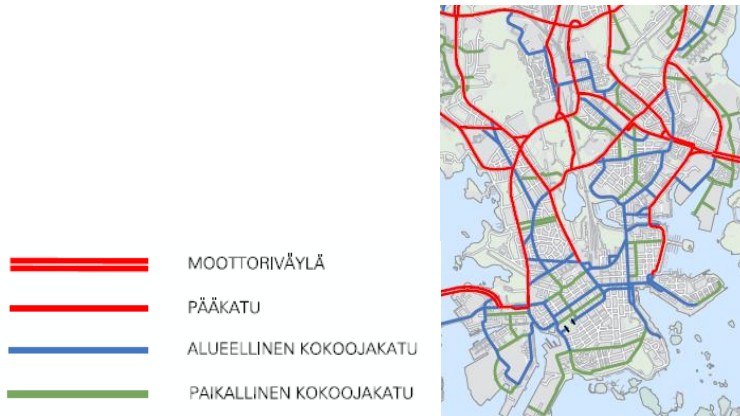 MOOTTORIVÄYLÄ
PÄÄKATU
ALUEELLINEN KOKOOJAKATU
PAIKALLINEN KOKOOJAKATU